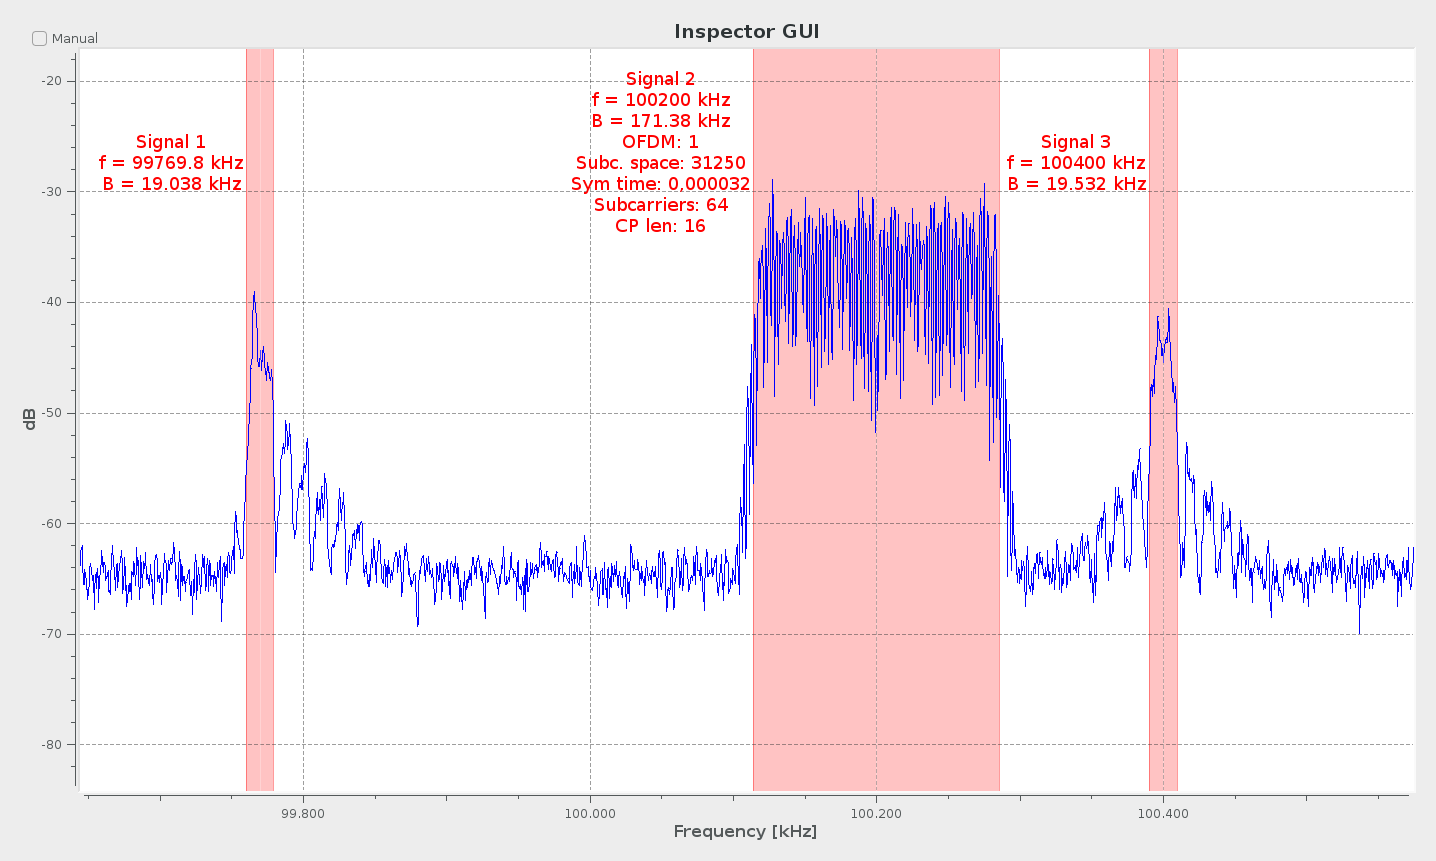 Inspector GUI
Manual
Signal 1
f = 99769.8 kHz
B = 19.038 kHz
Signal 2
f = 100200 kHz
B = 171.38 kHz
OFDM: 1
Subc. space: 31250
Sym time: 0,000032
Subcarriers: 64
CP len: 16
Signal 3
f = 100400 kHz
B = 19.532 kHz
dB
-20
-30
-40
-50
-60
-70
-80
99.800
100.000
100.200
100.400
Frequency [kHz]